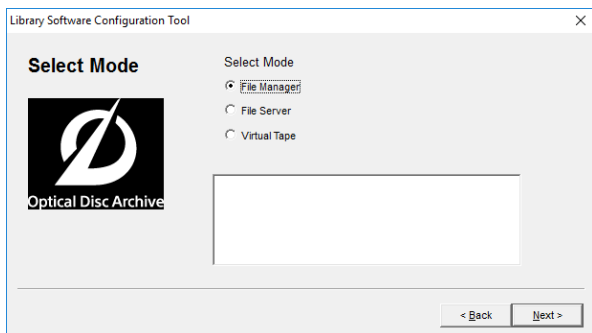 Library Software Configuration Tool
Select Mode
Optical Disc Archive
Select Mode
File Manager
File Server
Virtual Tape
< Back
Next >